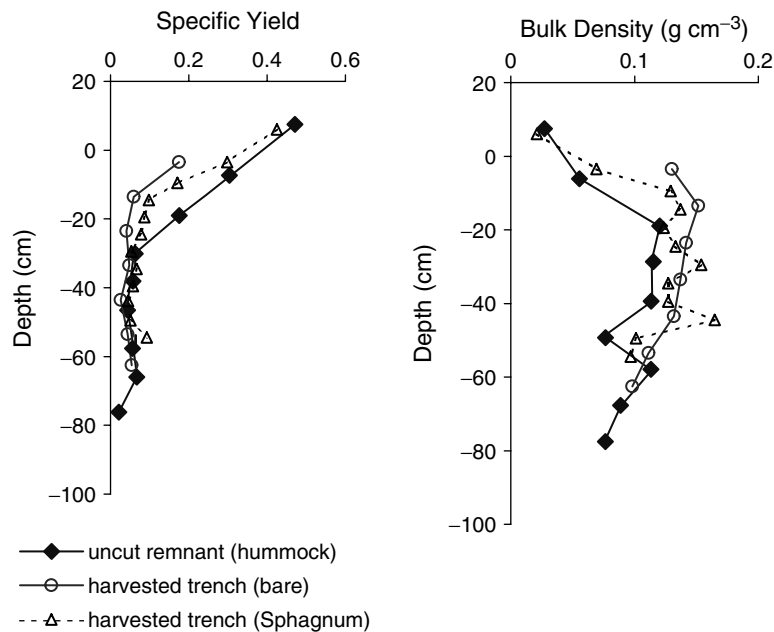 Specific Yield
0 0.2 0.4 0.6
20
0
−20
−40
−60
−80
−100
Depth (cm)
Bulk Density (g cm−3)
0 0.1 0.2
20
0
−20
−40
−60
−80
−100
Depth (cm)
uncut remnant (hummock)
harvested trench (bare)
harvested trench (Sphagnum)